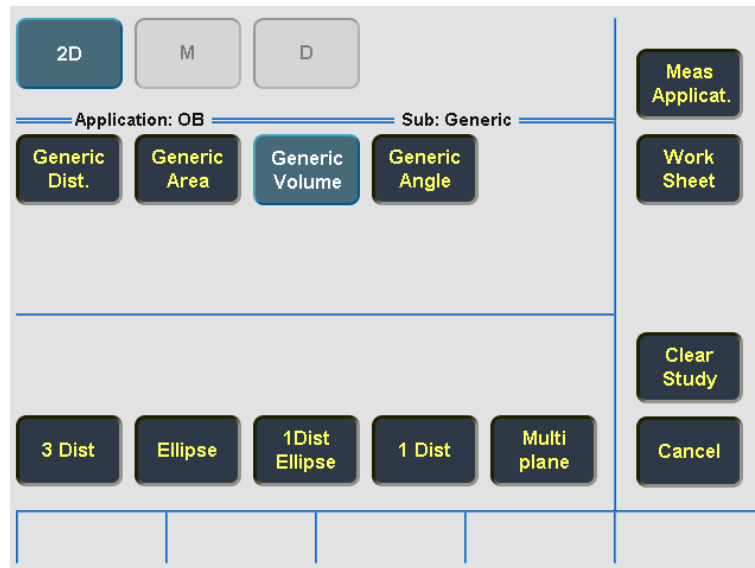 2D
M
D
Meas
Applicat.
Application: OB
Sub: Generic
Generic
Dist.
Generic
Area
Generic
Volume
Generic
Angle
Work
Sheet
Clear
Study
3 Dist
Ellipse
1Dist
Ellipse
1 Dist
Multi
plane
Cancel